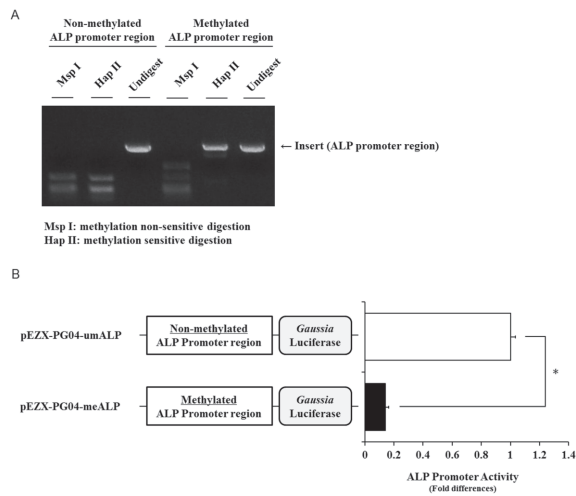 A
Non-methylated
ALP promoter region
Methylated
ALP promoter region
Msp I
Hap II
Undigest
Msp I
Hap II
Undigest
← Insert (ALP promoter region)
Msp I: methylation non-sensitive digestion
Hap II: methylation sensitive digestion
B
pEZX-PG04-umALP
Non-methylated
ALP Promoter region
Gaussia
Luciferase
*
pEZX-PG04-meALP
Methylated
ALP Promoter region
Gaussia
Luciferase
0 0.2 0.4 0.6 0.8 1 1.2 1.4
ALP Promoter Activity
(Fold differences)